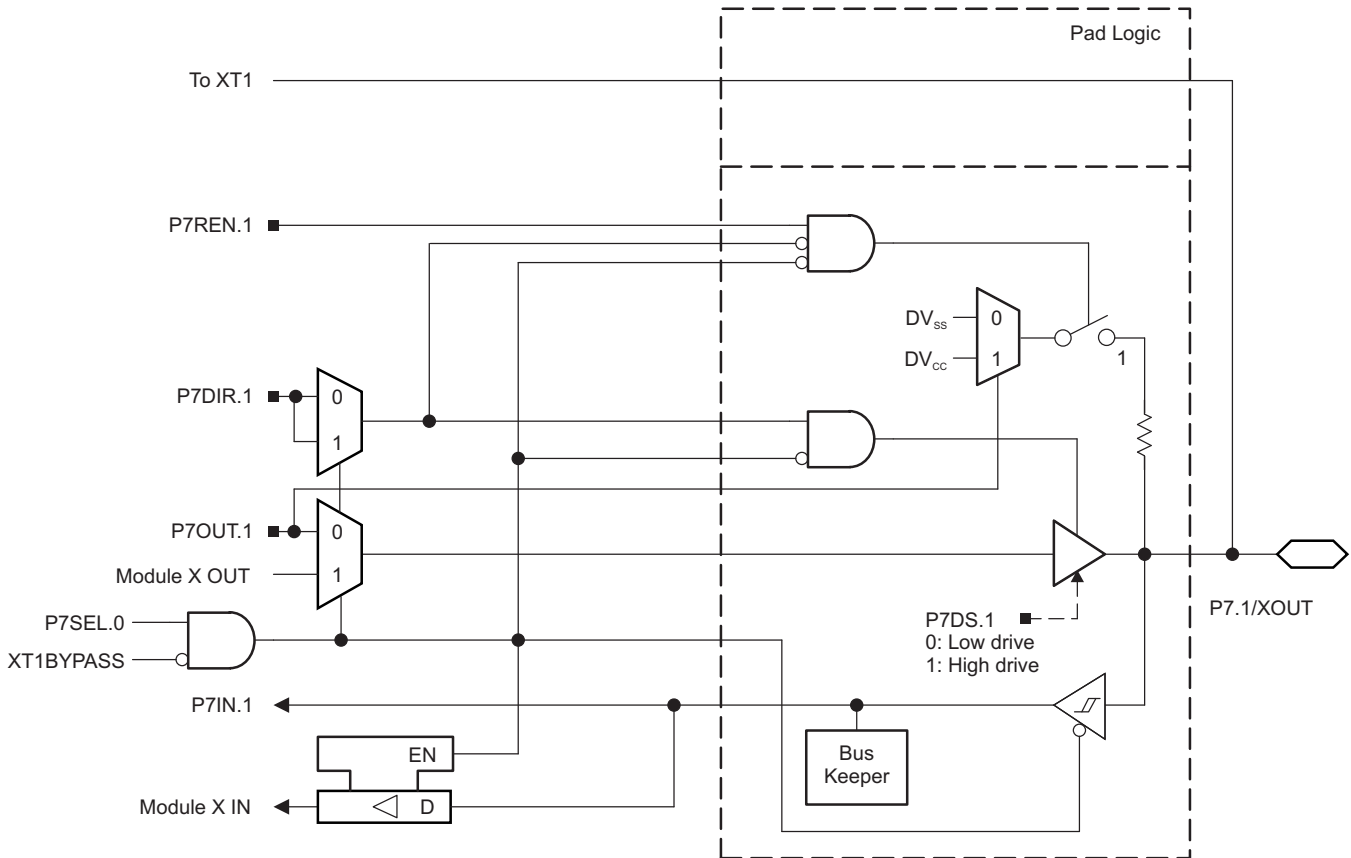 Pad Logic
To XT1
P7REN.1
DVSS
0
DVCC
1
1
P7DIR.1
0
1
P7OUT.1
0
Module X OUT
1
P7SEL.0
XT1BYPASS
P7DS.1
0: Low drive
1: High drive
P7.1/XOUT
P7IN.1
Bus
Keeper
EN
Module X IN
D